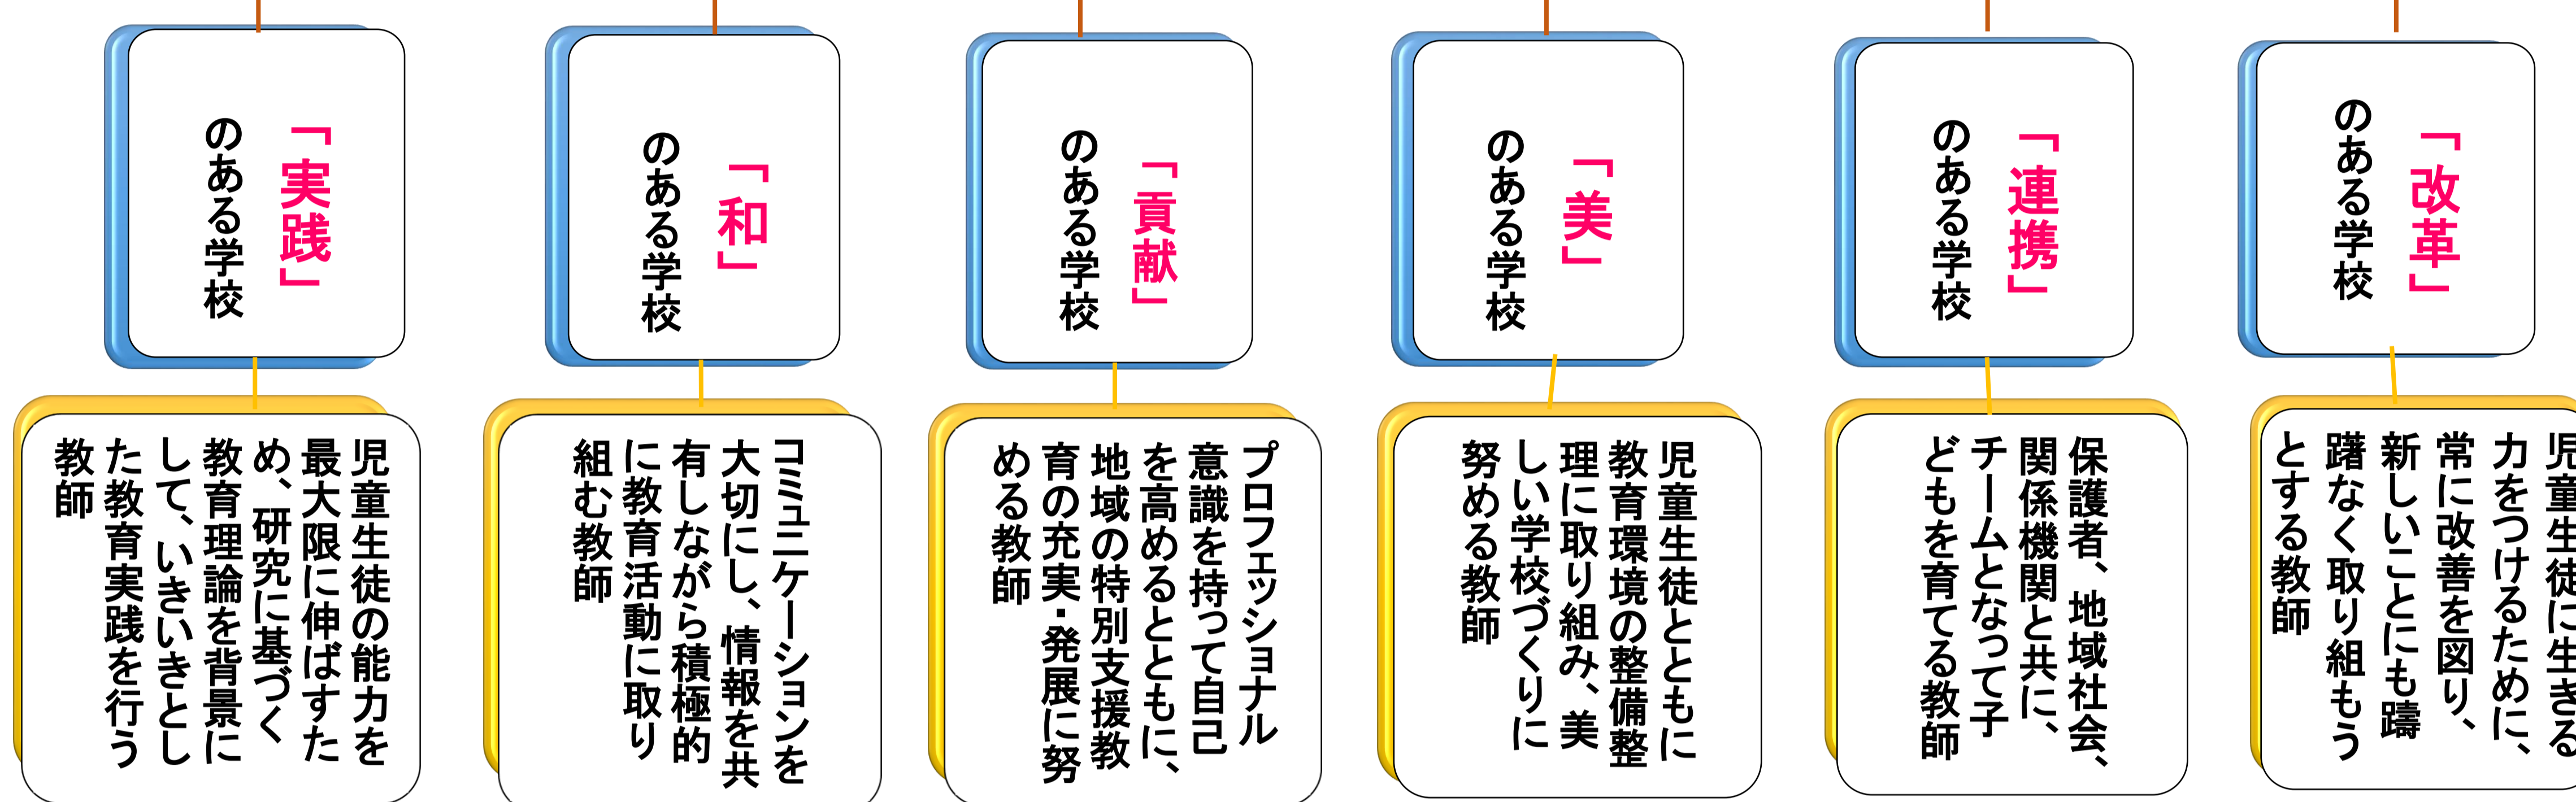 「改革」
のある学校
児童生徒に生きる
力をつけるために、
常に改善を図り、
新しいことにも躊
躇なく取り組もう
とする教師
「連携」
のある学校
保護者、地域社会、
関係機関と共に、
チームとなって子
どもを育てる教師
「美」
のある学校
児童生徒とともに
教育環境の整備整
理に取り組み、美
しい学校づくりに
努める教師
「貢献」
のある学校
プロフェッショナル
意識を持って自己
を高めるとともに、
地域の特別支援教
育の充実・発展に努
める教師
「和」
のある学校
コミュニケーションを
大切にし、情報を共
有しながら積極的
に教育活動に取り
組む教師
「実践」
のある学校
児童生徒の能力を
最大限に伸ばすた
め、研究に基づく
教育理論を背景に
して、いきいきとし
た教育実践を行う
教師